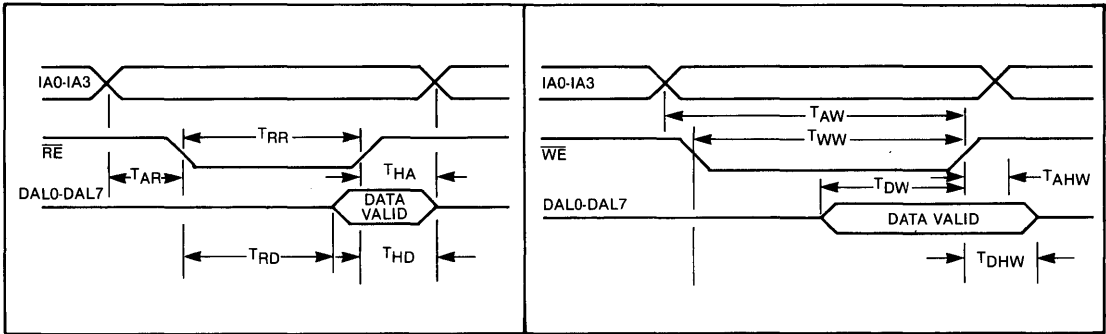 IA0-IA3
TRR
RE
TAR
THA
DAL0-DAL7
DATA
VALID
TRD
THD
IA0-IA3
TAW
TWW
WE
TDW
TAHW
DAL0-DAL7
DATA VALID
TDHW